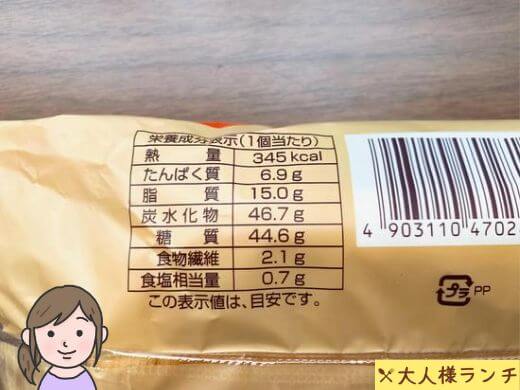 栄養成分表示(1個当たり)
熱量 345kcal
たんぱく質 6.9g
脂質 15.0g
炭水化物 46.7g
糖質 44.6g
食物繊維 2.1g
食塩相当量 0.7g
この表示値は、目安です。
4 903110 4702
プラ PP
大人様ランチ